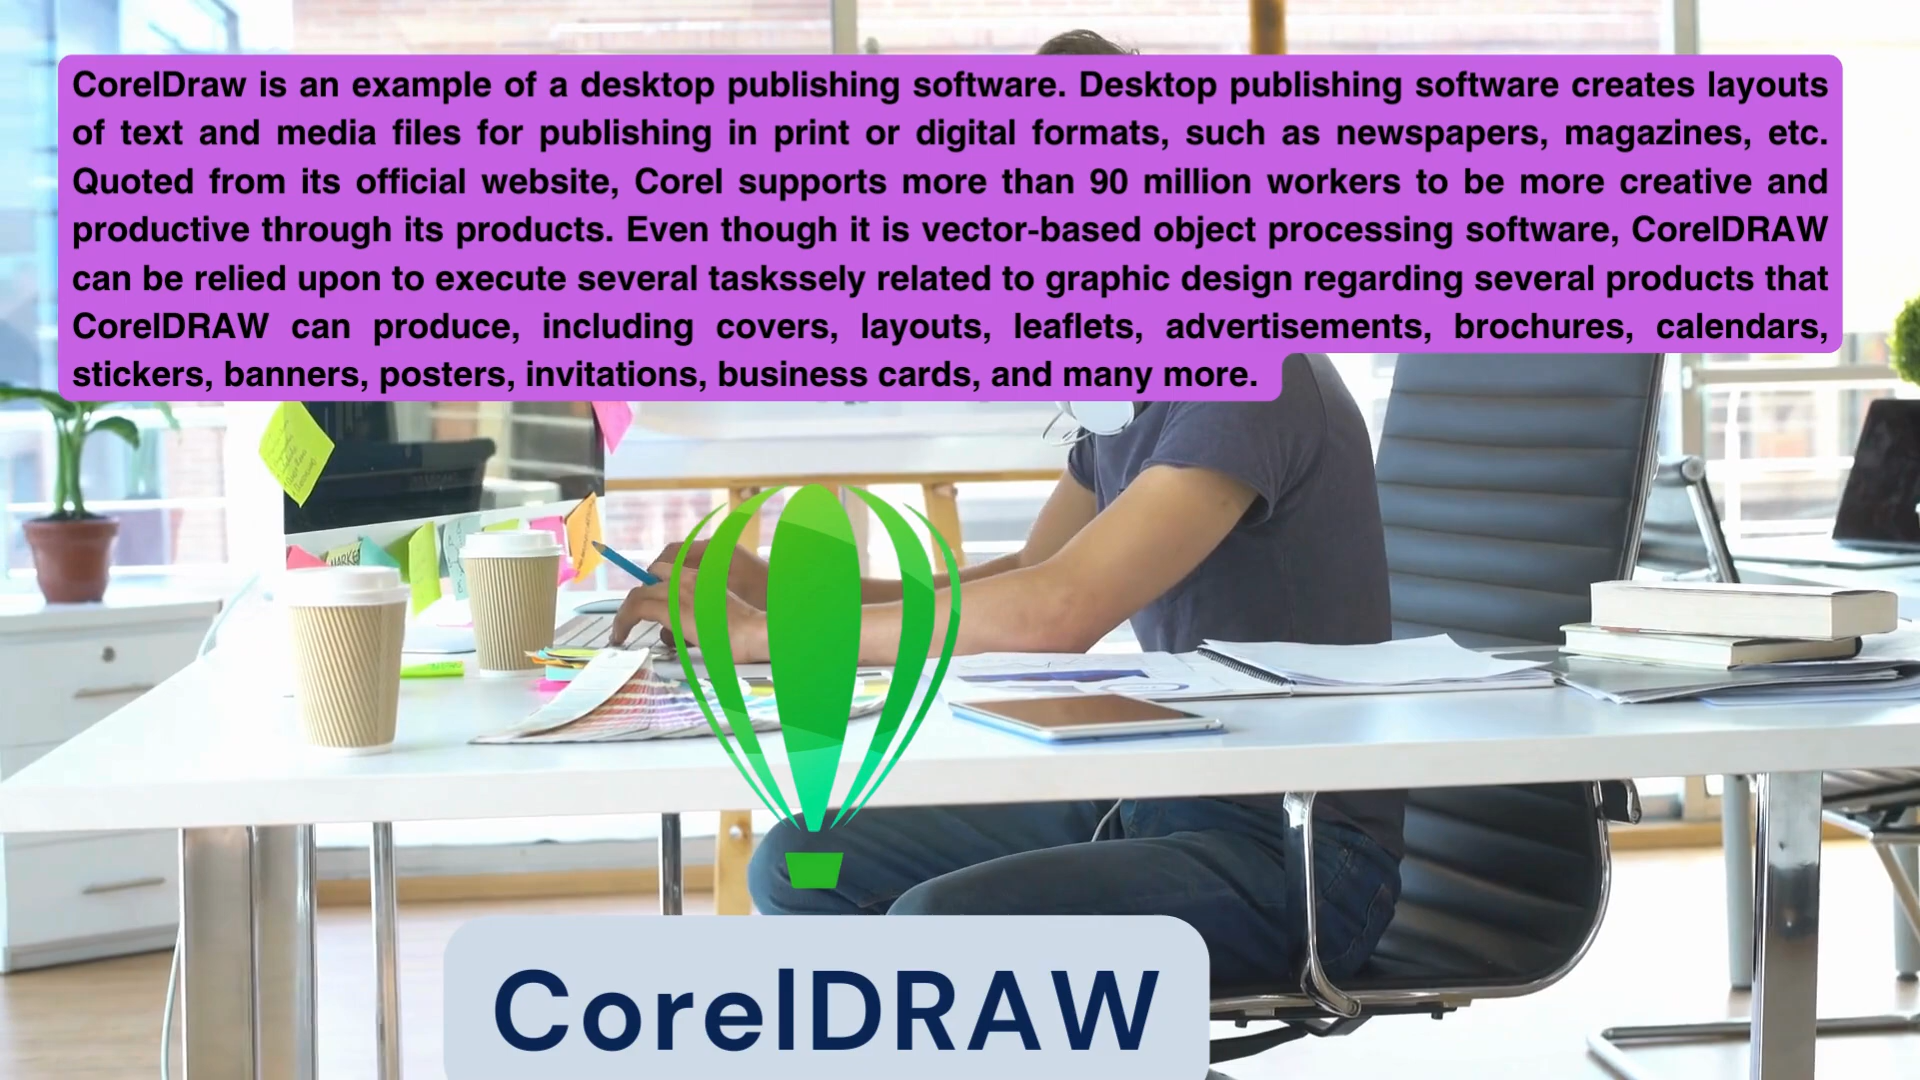 CorelDraw is an example of a desktop publishing software. Desktop publishing software creates layouts
of text and media files for publishing in print or digital formats, such as newspapers, magazines, etc.
Quoted from its official website, Corel supports more than 90 million workers to be more creative and
productive through its products. Even though it is vector-based object processing software, CorelDRAW
can be relied upon to execute several taskssely related to graphic design regarding several products that
CorelDRAW can produce, including covers, layouts, leaflets, advertisements, brochures, calendars,
stickers, banners, posters, invitations, business cards, and many more.
MARKE
CorelDRAW